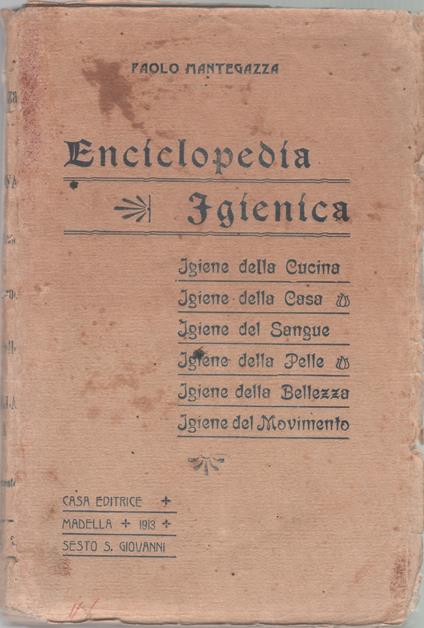 PAOLO MANTEGAZZA
Enciclopedia
Igienica
Igiene della Cucina
Igiene della Casa
Igiene del Sangue
Igiene della Pelle
Igiene della Bellezza
Igiene del Movimento
CASA EDITRICE
MADELLA + 1913 +
SESTO S. GIOVANNI